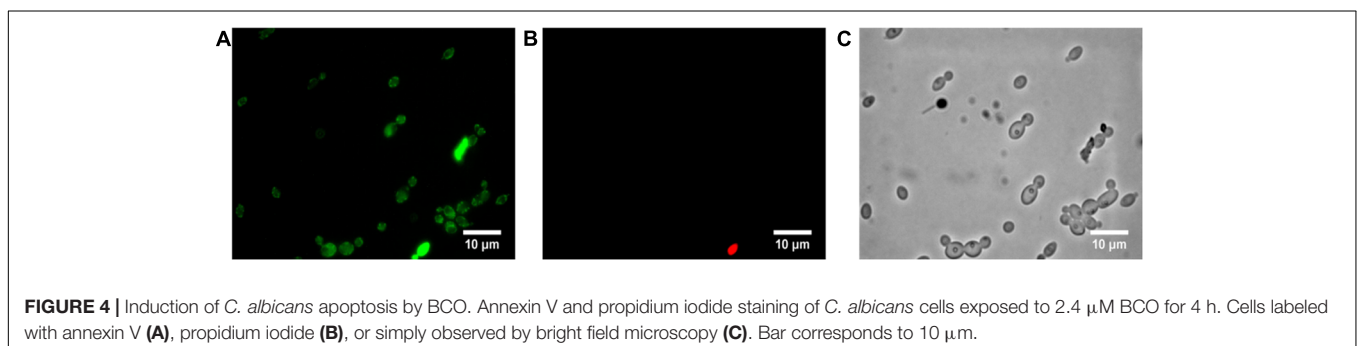 A B C
10 µm 10 µm 10 µm
FIGURE 4 | Induction of C. albicans apoptosis by BCO. Annexin V and propidium iodide staining of C. albicans cells exposed to 2.4 µM BCO for 4 h. Cells labeled
with annexin V (A), propidium iodide (B), or simply observed by bright field microscopy (C). Bar corresponds to 10 µm.